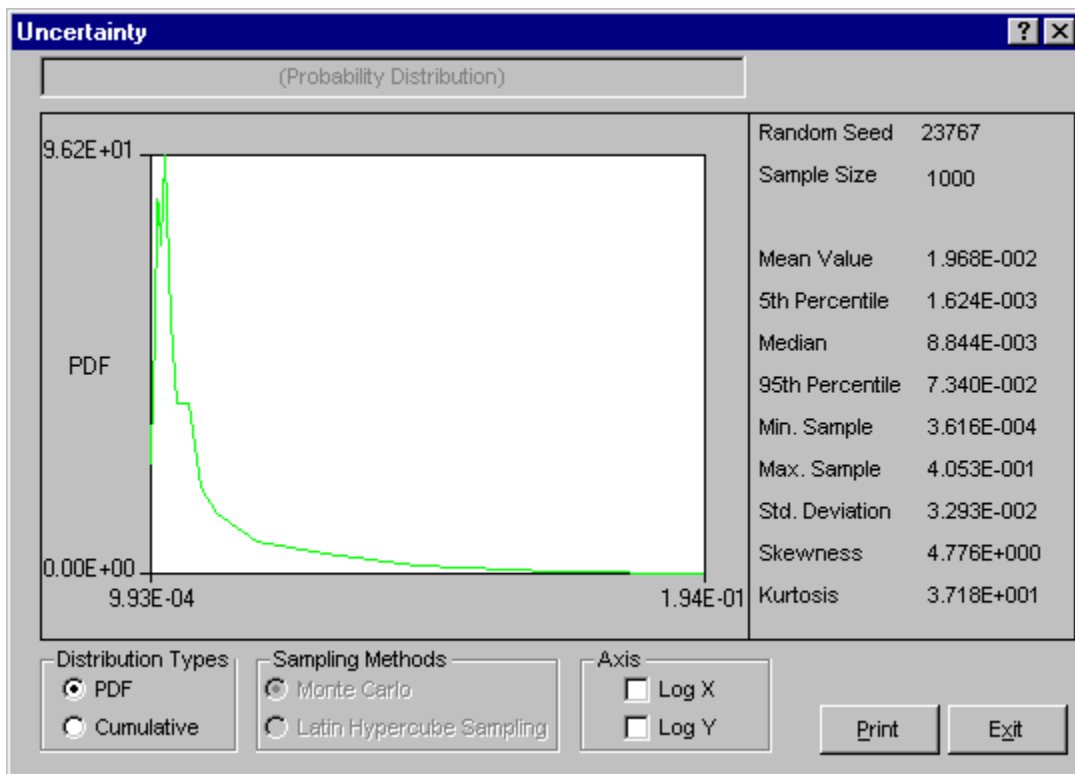 Uncertainty
(Probability Distribution)
9.62E+01
PDF
0.00E+00
9.93E-04 1.94E-01
Random Seed 23767
Sample Size 1000
Mean Value 1.968E-002
5th Percentile 1.624E-003
Median 8.844E-003
95th Percentile 7.340E-002
Min. Sample 3.616E-004
Max. Sample 4.053E-001
Std. Deviation 3.293E-002
Skewness 4.776E+000
Kurtosis 3.718E+001
Distribution Types
PDF
Cumulative
Sampling Methods
Monte Carlo
Latin Hypercube Sampling
Axis
Log X
Log Y
Print
Exit